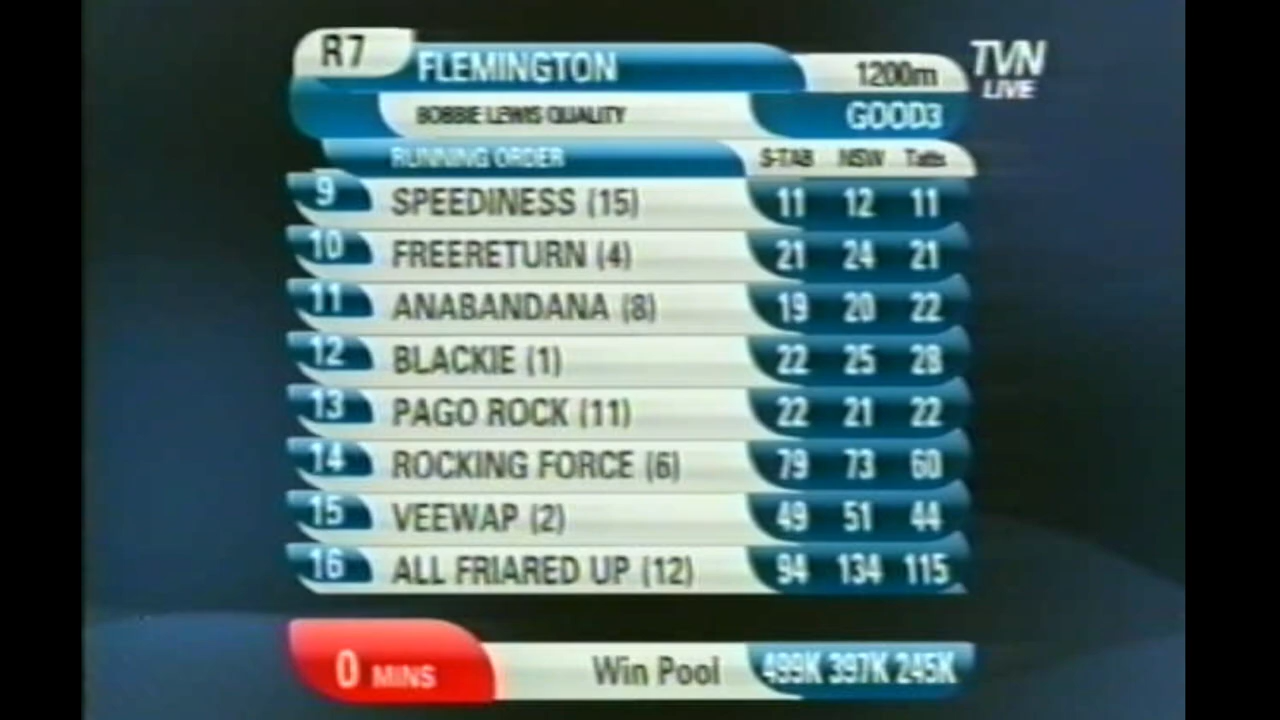 R7 FLEMINGTON 1200m TVN
LIVE
BOBBIE LEWIS QUALITY GOOD3
RUNNING ORDER S-TAB NSW Tatts
9 SPEEDINESS (15) 11 12 11
10 FREERETURN (4) 21 24 21
11 ANABANDANA (8) 19 20 22
12 BLACKIE (1) 22 25 28
13 PAGO ROCK (11) 22 21 22
14 ROCKING FORCE (6) 79 73 60
15 VEEWAP (2) 49 51 44
16 ALL FRIARED UP (12) 94 134 115
0 MINS Win Pool 499K 397K 245K